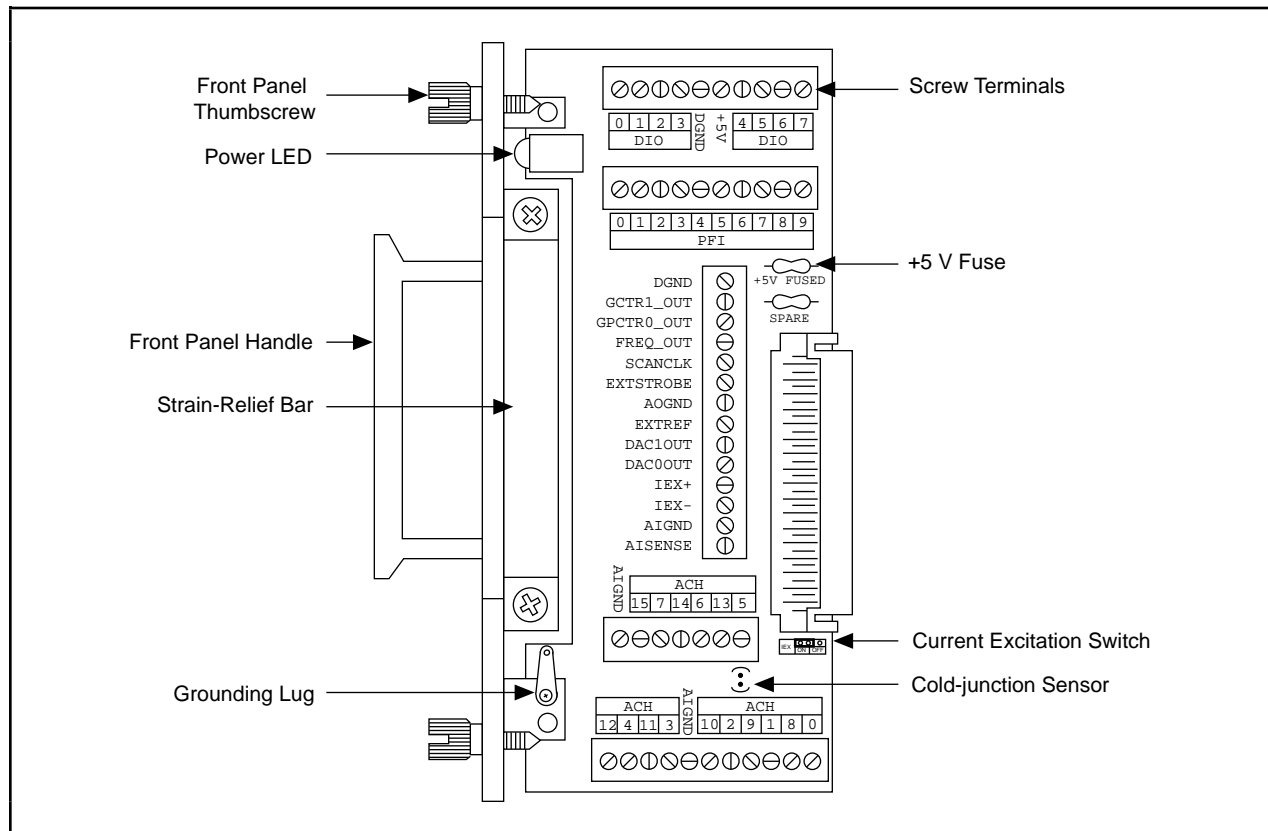 Front Panel
Thumbscrew
Power LED
Front Panel Handle
Strain-Relief Bar
Grounding Lug
Screw Terminals
0 1 2 3 DGND +5V 4 5 6 7
DIO DIO
0 1 2 3 4 5 6 7 8 9
PFI
+5 V Fuse
+5V FUSED
SPARE
DGND
GCTR1_OUT
GPCTR0_OUT
FREQ_OUT
SCANCLK
EXTSTROBE
AOGND
EXTREF
DAC1OUT
DAC0OUT
IEX+
IEX-
AIGND
AISENSE
AIGND ACH
15 7 14 6 13 5
Current Excitation Switch
IEX ON OFF
Cold-junction Sensor
ACH AIGND ACH
12 4 11 3 10 2 9 1 8 0